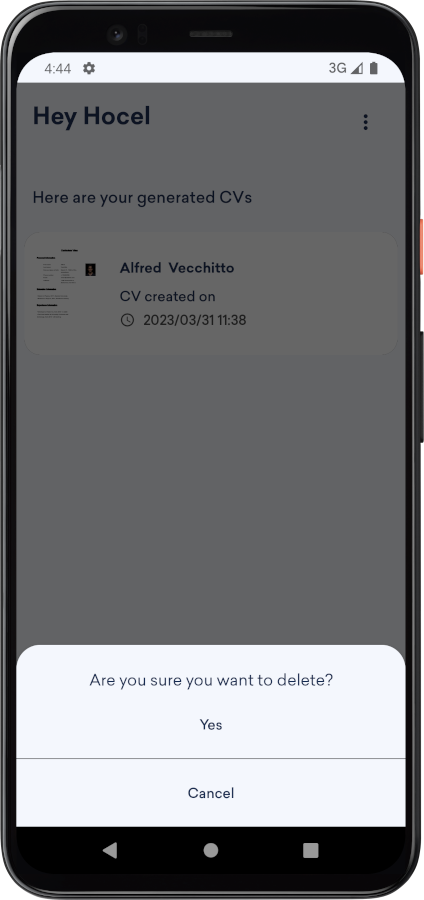 4:44 3G
Hey Hocel
Here are your generated CVs
Alfred Vecchitto
CV created on
2023/03/31 11:38
Are you sure you want to delete?
Yes
Cancel